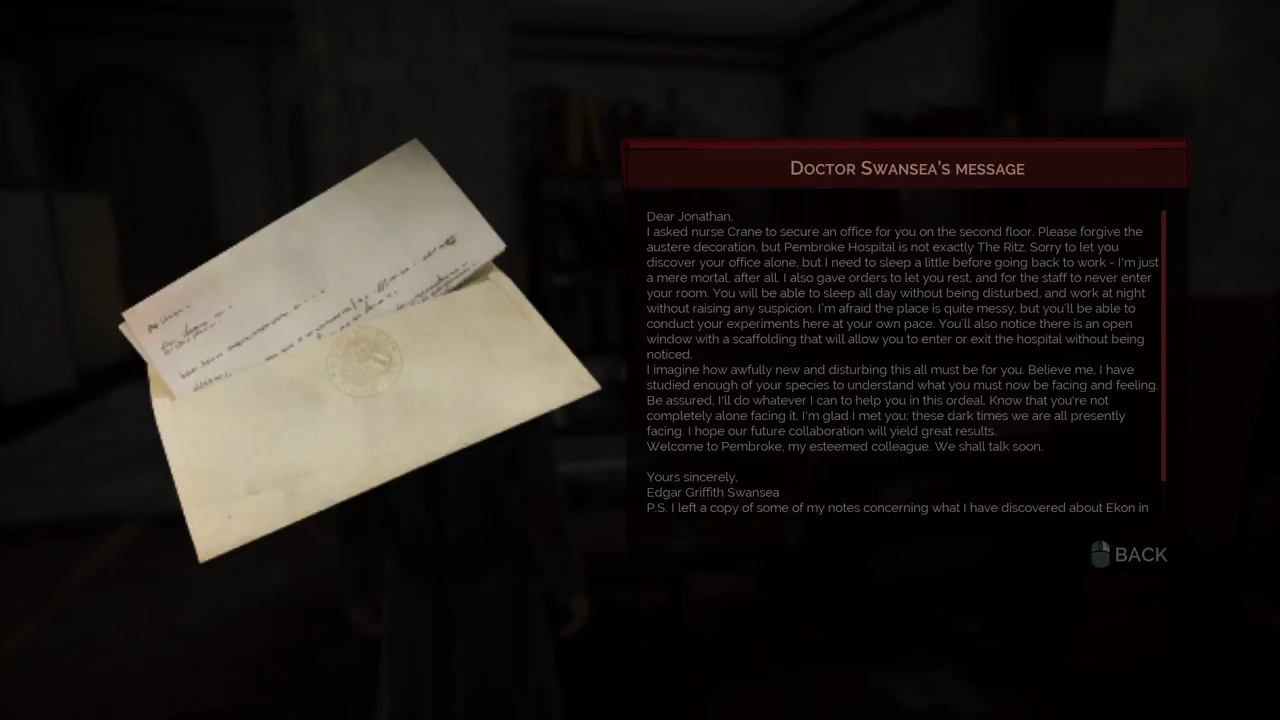 DOCTOR SWANSEA'S MESSAGE
Dear Jonathan,
I asked nurse Crane to secure an office for you on the second floor. Please forgive the
austere decoration, but Pembroke Hospital is not exactly The Ritz. Sorry to let you
discover your office alone, but I need to sleep a little before going back to work - I'm just
a mere mortal, after all. I also gave orders to let you rest, and for the staff to never enter
your room. You will be able to sleep all day without being disturbed, and work at night
without raising any suspicion. I'm afraid the place is quite messy, but you'll be able to
conduct your experiments here at your own pace. You'll also notice there is an open
window with a scaffolding that will allow you to enter or exit the hospital without being
noticed.
I imagine how awfully new and disturbing this all must be for you. Believe me, I have
studied enough of your species to understand what you must now be facing and feeling.
Be assured, I'll do whatever I can to help you in this ordeal. Know that you're not
completely alone facing it. I'm glad I met you; these dark times we are all presently
facing. I hope our future collaboration will yield great results.
Welcome to Pembroke, my esteemed colleague. We shall talk soon.
Yours sincerely,
Edgar Griffith Swansea
P.S. I left a copy of some of my notes concerning what I have discovered about Ekon in
BACK